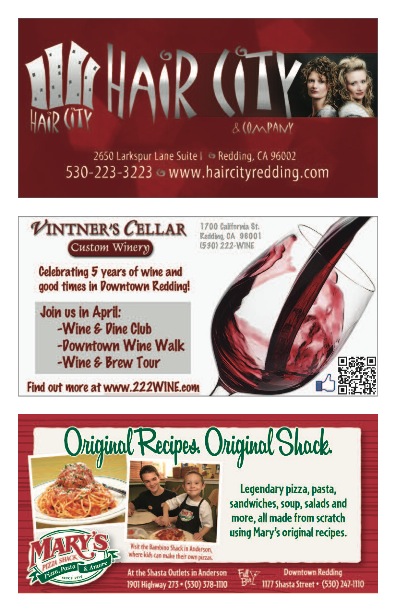 HAIR CITY
HAIR CITY
& COMPANY
2650 Larkspur Lane Suite I Redding, CA 96002
530-223-3223 • www.haircityredding.com
VINTNER'S CELLAR
Custom Winery
1700 California St.
Redding, CA 96001
(530) 222-WINE
Celebrating 5 years of wine and
good times in Downtown Redding!
Join us in April:
-Wine & Dine Club
-Downtown Wine Walk
-Wine & Brew Tour
Find out more at www.222WINE.com
Original Recipes. Original Shack.
Legendary pizza, pasta,
sandwiches, soup, salads and
more, all made from scratch
using Mary's original recipes.
MARY'S
PIZZA SHACK
Pizza, Pasta & Amore
Visit the Bambino Shack in Anderson,
where kids can make their own pizzas.
At the Shasta Outlets in Anderson
1901 Highway 273 • (530) 378-1110
Full Bar
Downtown Redding
1177 Shasta Street • (530) 247-1110